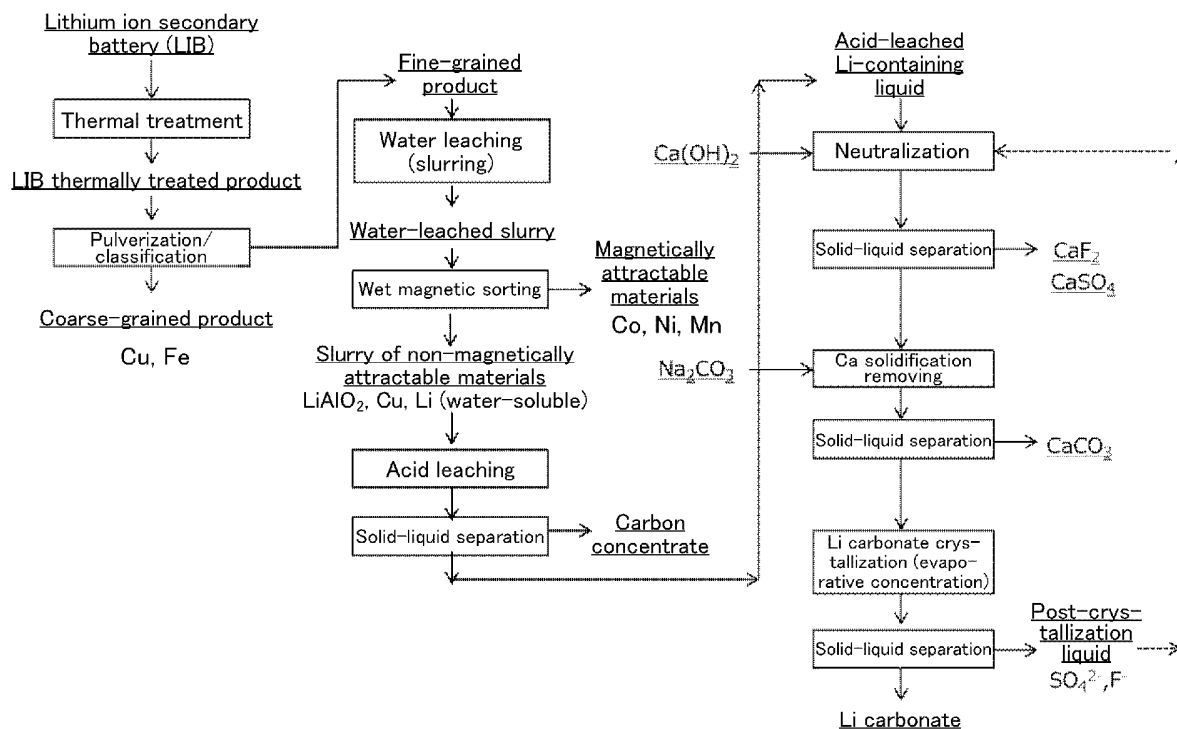 Lithium ion secondary
battery (LIB)
Thermal treatment
LIB thermally treated product
Pulverization/
classification
Coarse-grained product
Cu, Fe
Fine-grained
product
Water leaching
(slurring)
Water-leached slurry
Wet magnetic sorting
Magnetically
attractable
materials
Co, Ni, Mn
Slurry of non-magnetically
attractable materials
LiAlO₂, Cu, Li (water-soluble)
Acid leaching
Solid-liquid separation
Carbon
concentrate
Acid-leached
Li-containing
liquid
Ca(OH)₂
Neutralization
Solid-liquid separation
CaF₂
CaSO₄
Na₂CO₃
Ca solidification
removing
Solid-liquid separation
CaCO₃
Li carbonate crys-
tallization (evapo-
rative concentration)
Solid-liquid separation
Post-crys-
tallization
liquid
SO₄²⁻,F⁻
Li carbonate